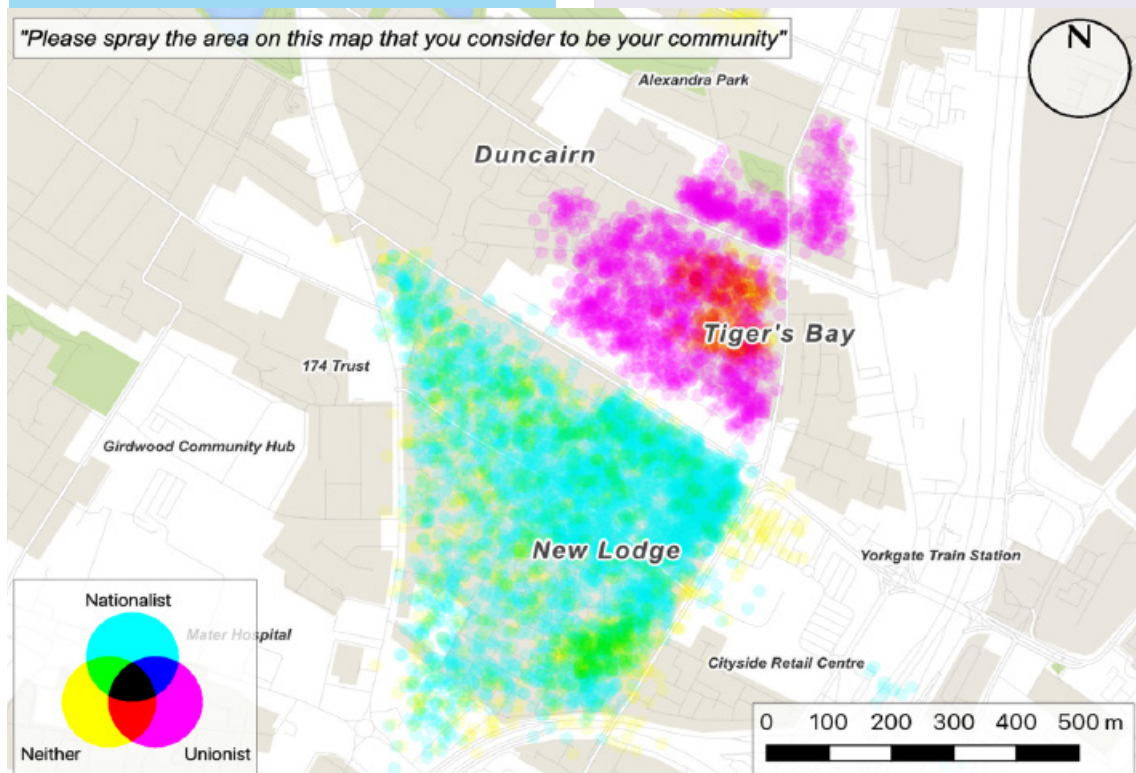 "Please spray the area on this map that you consider to be your community"
N
Alexandra Park
Duncairn
Tiger's Bay
174 Trust
Girdwood Community Hub
New Lodge
Yorkgate Train Station
Nationalist
Mater Hospital
Cityside Retail Centre
Neither
Unionist
0 100 200 300 400 500 m